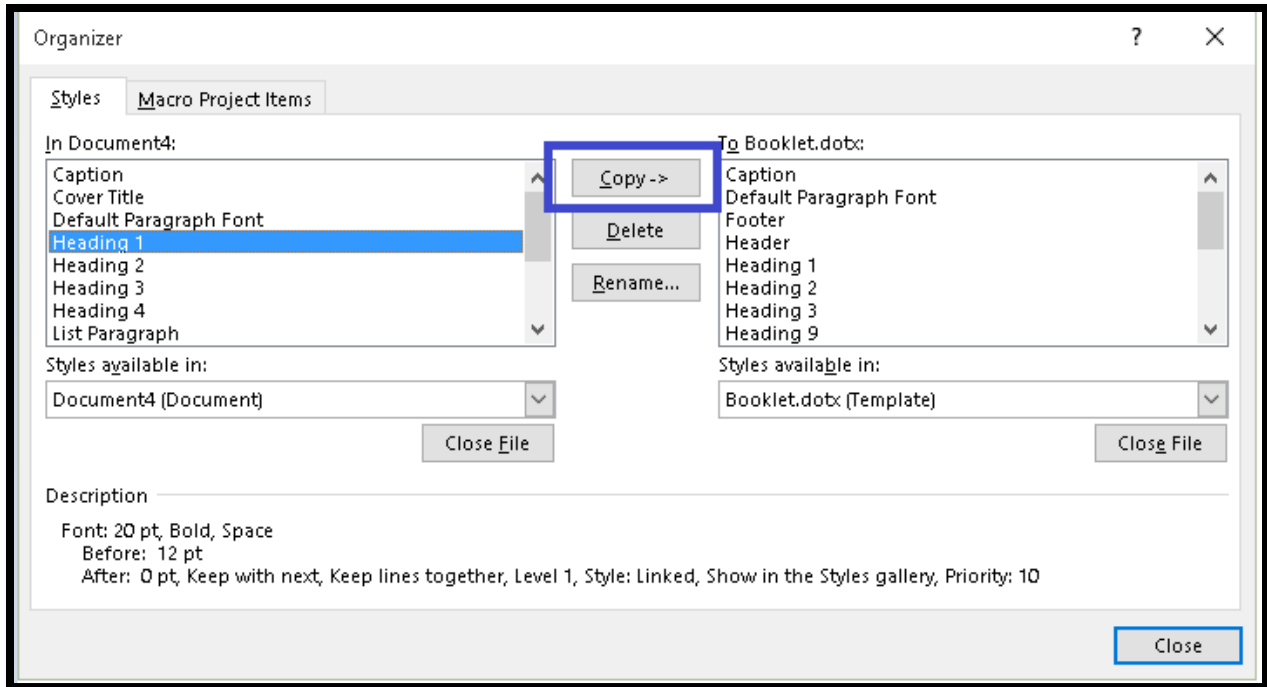 Organizer
?
Styles
Macro Project Items
In Document4:
Caption
Cover Title
Default Paragraph Font
Heading 1
Heading 2
Heading 3
Heading 4
List Paragraph
Copy ->
Delete
Rename...
To Booklet.dotx:
Caption
Default Paragraph Font
Footer
Header
Heading 1
Heading 2
Heading 3
Heading 9
Styles available in:
Document4 (Document)
Close File
Styles available in:
Booklet.dotx (Template)
Close File
Description
Font: 20 pt, Bold, Space
Before: 12 pt
After: 0 pt, Keep with next, Keep lines together, Level 1, Style: Linked, Show in the Styles gallery, Priority: 10
Close